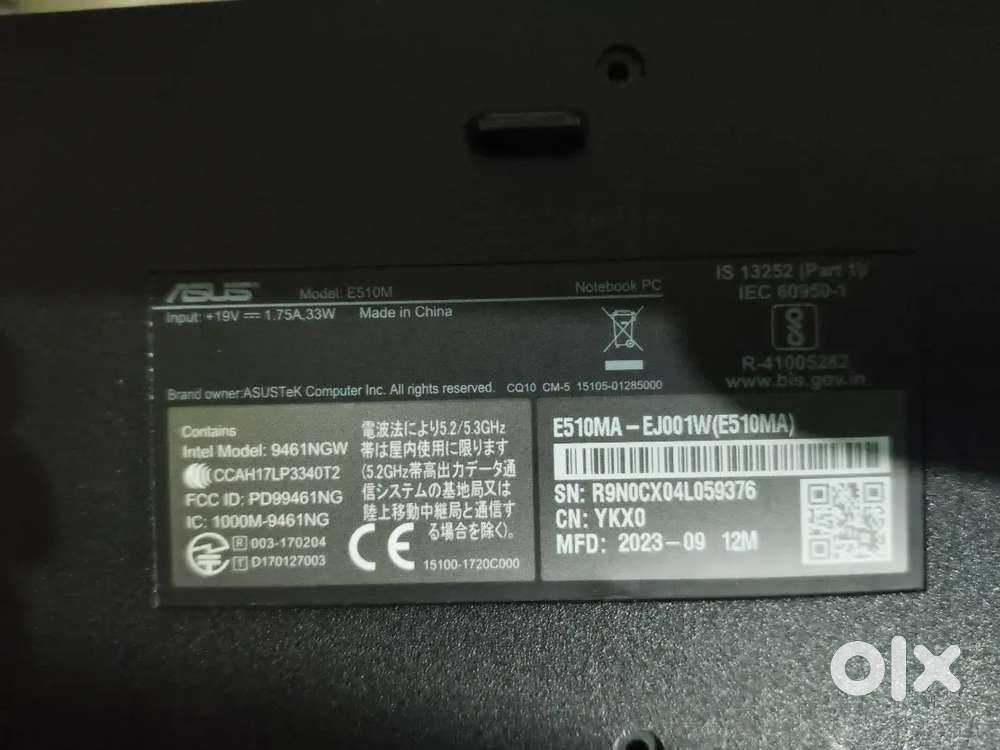 ASUS Model: E510M Notebook PC
Input: +19V ⎓ 1.75A,33W Made in China
IS 13252 (Part 1)/
IEC 60950-1
R-41005282
www.bis.gov.in
Brand owner:ASUSTeK Computer Inc. All rights reserved. CQ10 CM-5 15105-01285000
Contains
Intel Model: 9461NGW
CCAH17LP3340T2
FCC ID: PD99461NG
IC: 1000M-9461NG
R 003-170204
T D170127003
電波法により5.2/5.3GHz
帯は屋内使用に限ります
(5.2GHz帯高出力データ通
信システムの基地局又は
陸上移動中継局と通信す
る場合を除く)。
CE
15100-1720C000
E510MA-EJ001W(E510MA)
SN: R9N0CX04L059376
CN: YKX0
MFD: 2023-09 12M
olx